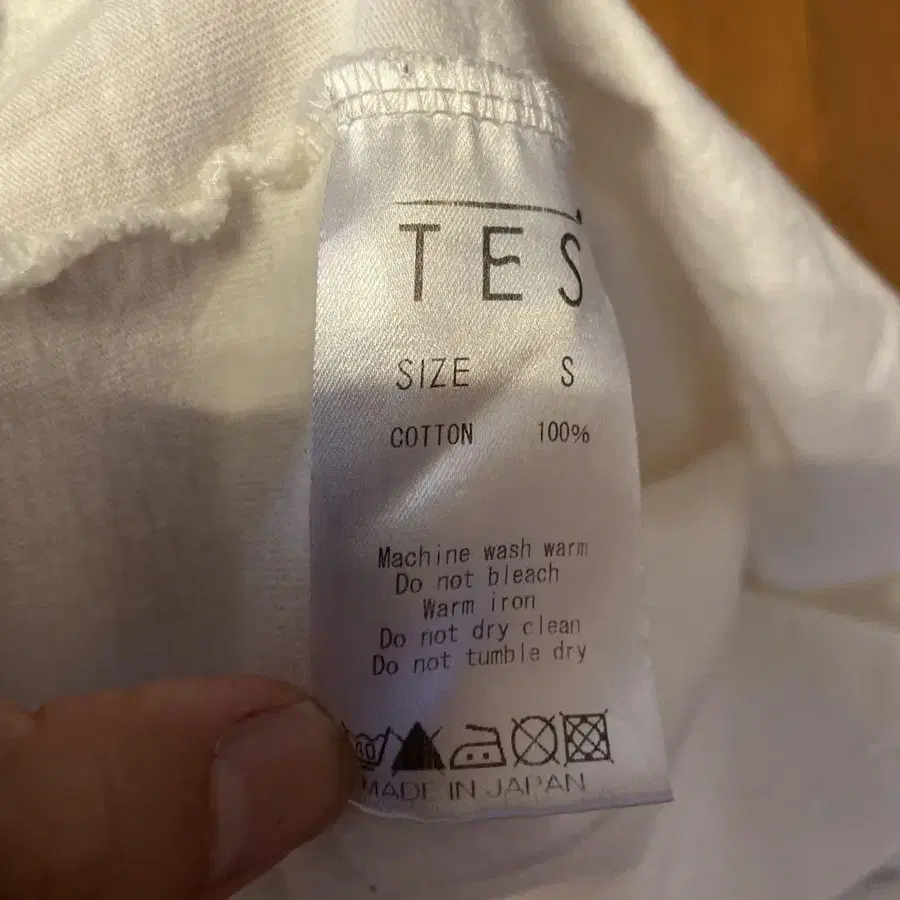 TES
SIZE S
COTTON 100%
Machine wash warm
Do not bleach
Warm iron
Do not dry clean
Do not tumble dry
40
MADE IN JAPAN